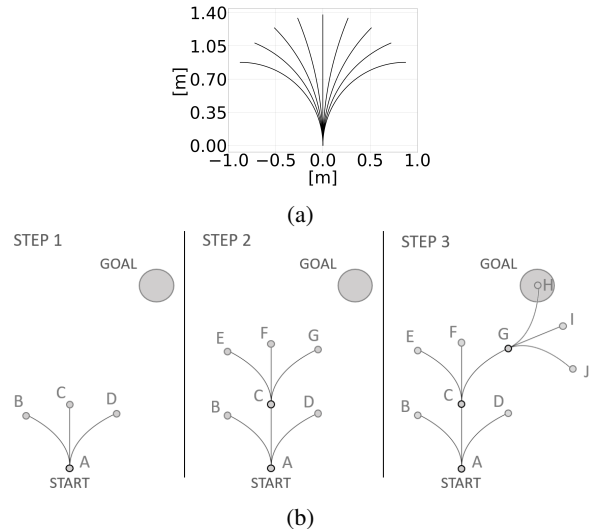 1.40
1.05
0.70
0.35
0.00
[m]
−1.0 −0.5 0.0 0.5 1.0
[m]
(a)
STEP 1
GOAL
B
C
D
A
START
STEP 2
GOAL
E
F
G
B
C
D
A
START
STEP 3
GOAL
H
G
I
J
E
F
C
B
D
A
START
(b)